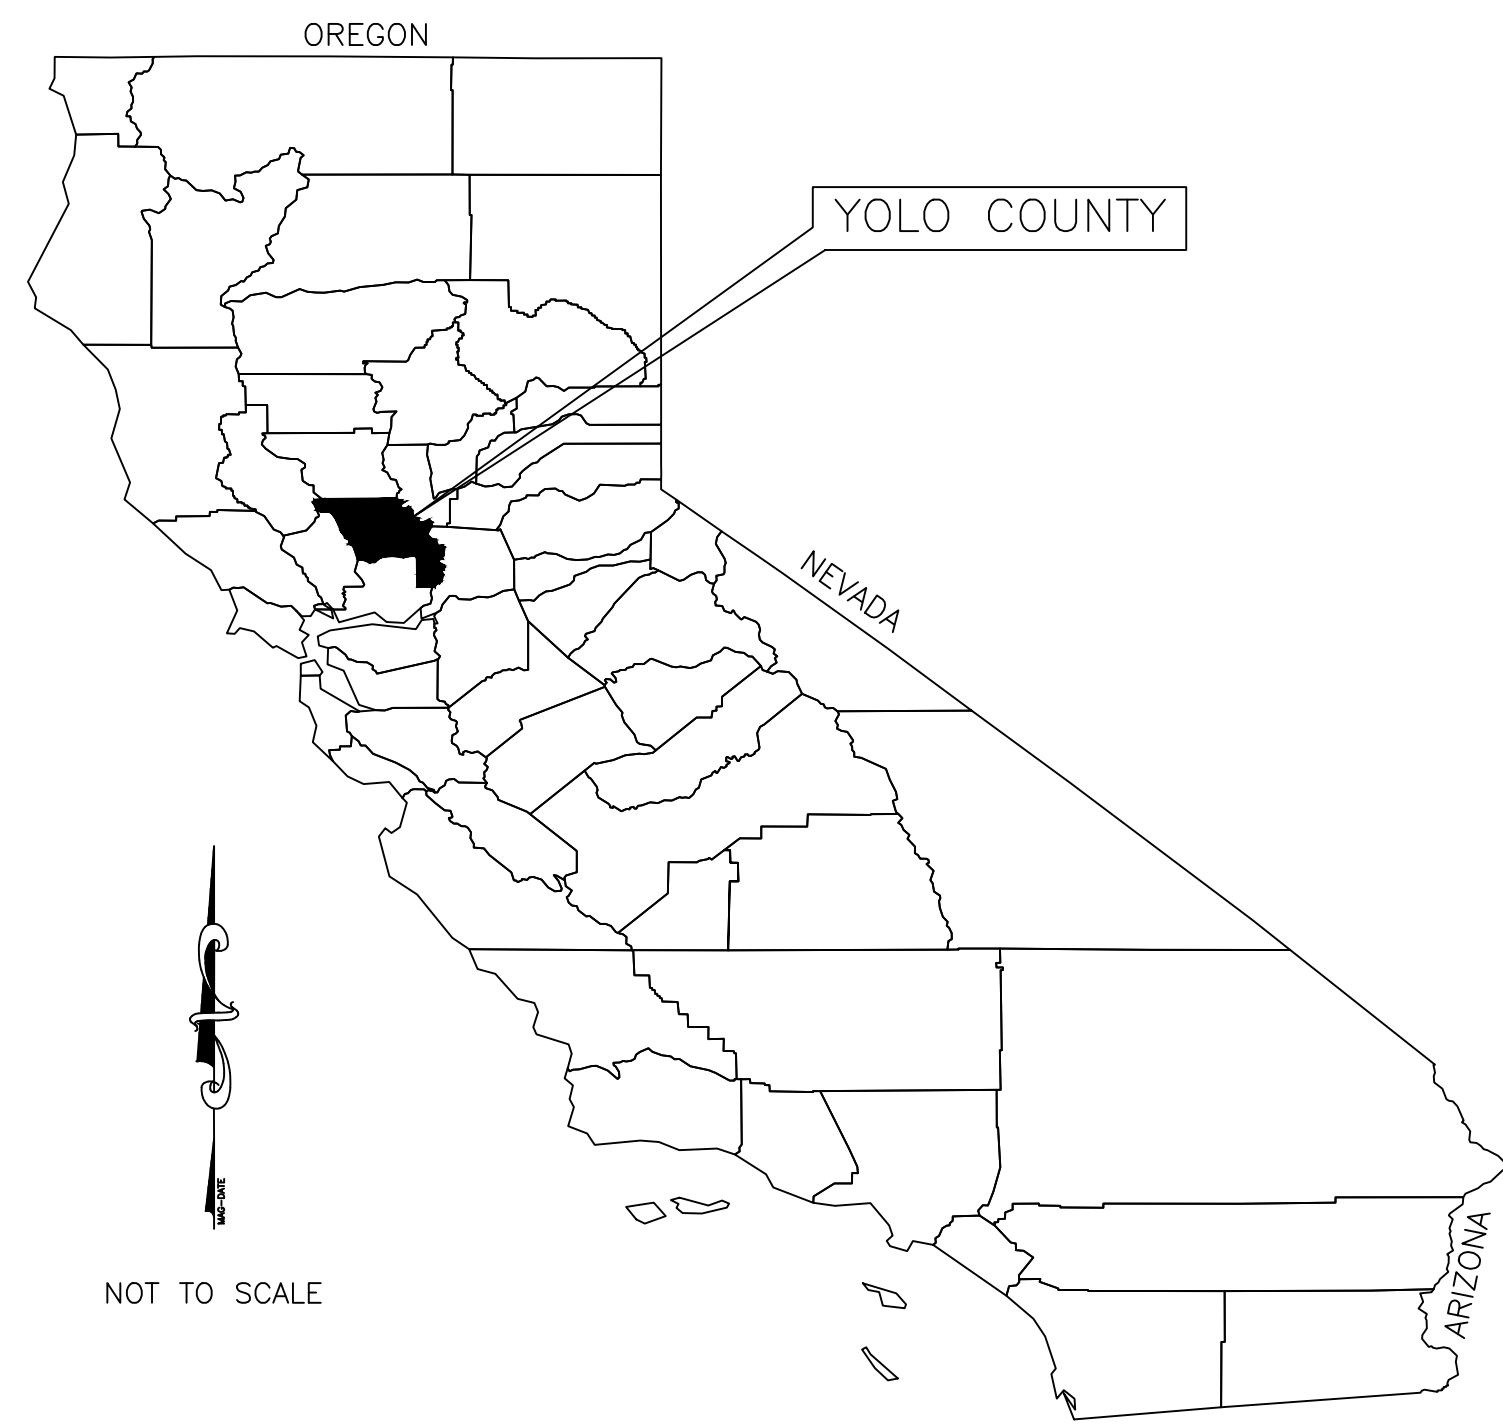 OREGON
YOLO COUNTY
NEVADA
MAG-DATE
ARIZONA
NOT TO SCALE